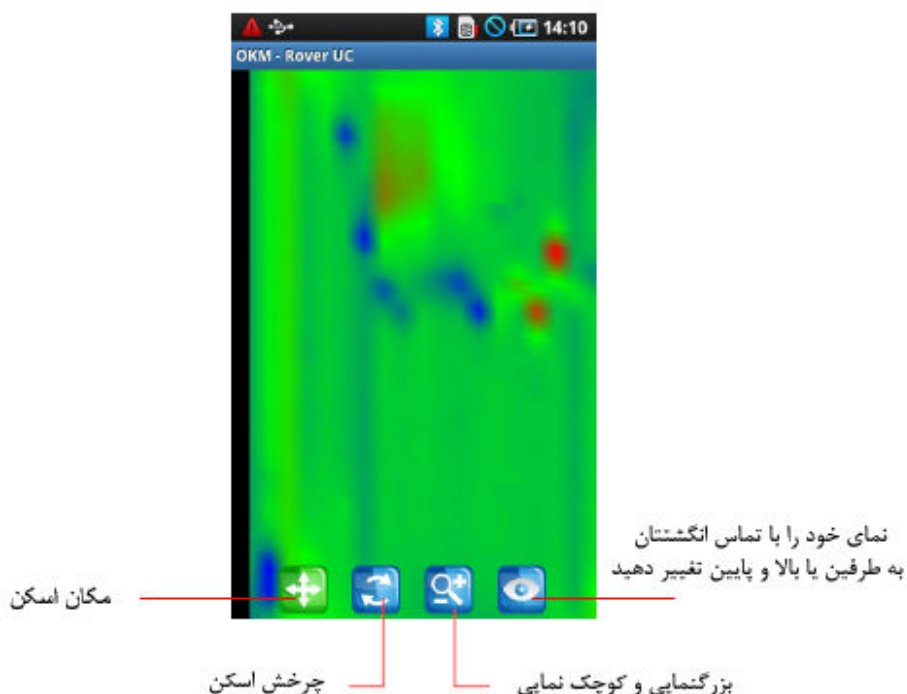 14:10
OKM - Rover UC
نمای خود را با تماس انگشتتان
به طرفین یا بالا و پایین تغییر دهید
مکان اسکن
چرخش اسکن
بزرگنمایی و کوچک نمایی